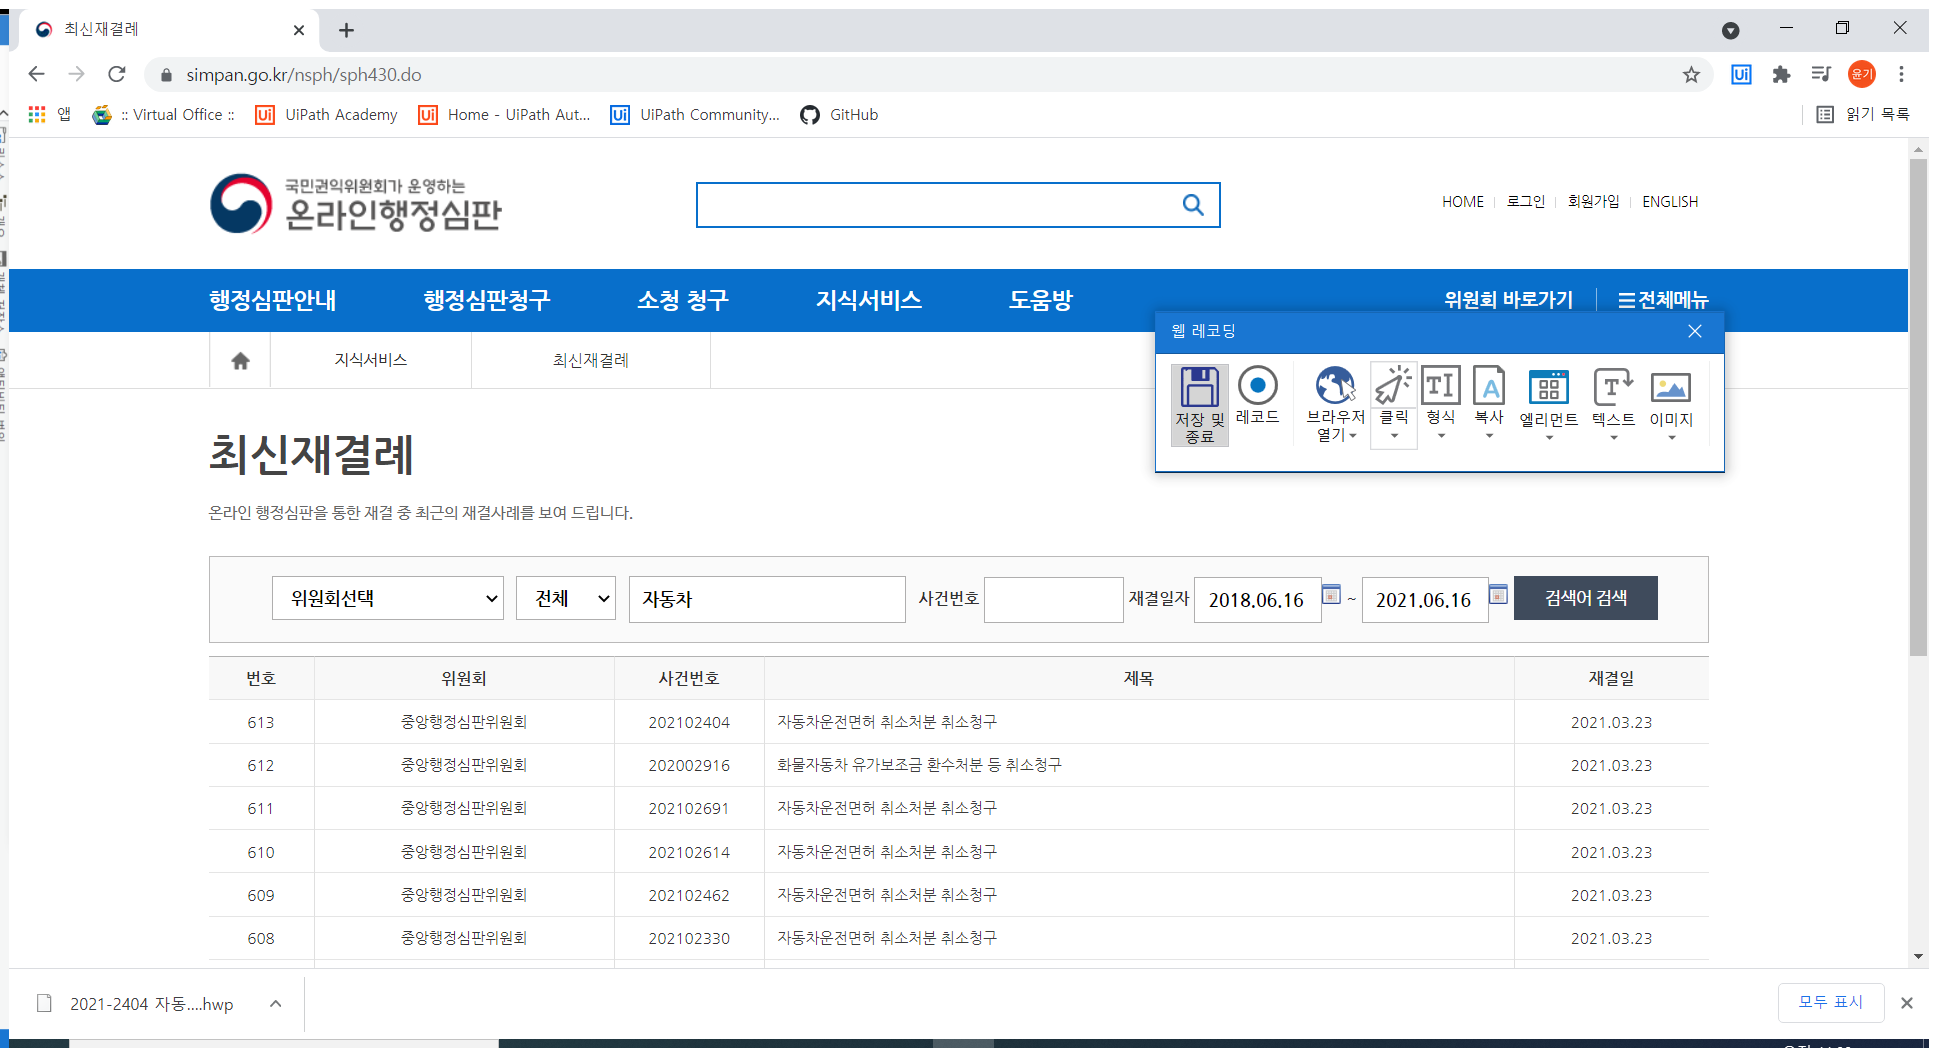 최신재결례
simpan.go.kr/nsph/sph430.do
윤기
앱
:: Virtual Office ::
UiPath Academy
Home - UiPath Aut...
UiPath Community...
GitHub
읽기 목록
국민권익위원회가 운영하는
온라인행정심판
HOME
로그인
회원가입
ENGLISH
행정심판안내
행정심판청구
소청 청구
지식서비스
도움방
위원회 바로가기
전체메뉴
지식서비스
최신재결례
웹 레코딩
저장 및
종료
레코드
브라우저
열기
클릭
형식
복사
엘리먼트
텍스트
이미지
최신재결례
온라인 행정심판을 통한 재결 중 최근의 재결사례를 보여 드립니다.
위원회선택 전체 자동차 사건번호 재결일자 2018.06.16 ~ 2021.06.16 검색어 검색
번호 위원회 사건번호 제목 재결일
613 중앙행정심판위원회 202102404 자동차운전면허 취소처분 취소청구 2021.03.23
612 중앙행정심판위원회 202002916 화물자동차 유가보조금 환수처분 등 취소청구 2021.03.23
611 중앙행정심판위원회 202102691 자동차운전면허 취소처분 취소청구 2021.03.23
610 중앙행정심판위원회 202102614 자동차운전면허 취소처분 취소청구 2021.03.23
609 중앙행정심판위원회 202102462 자동차운전면허 취소처분 취소청구 2021.03.23
608 중앙행정심판위원회 202102330 자동차운전면허 취소처분 취소청구 2021.03.23
2021-2404 자동....hwp
모두 표시